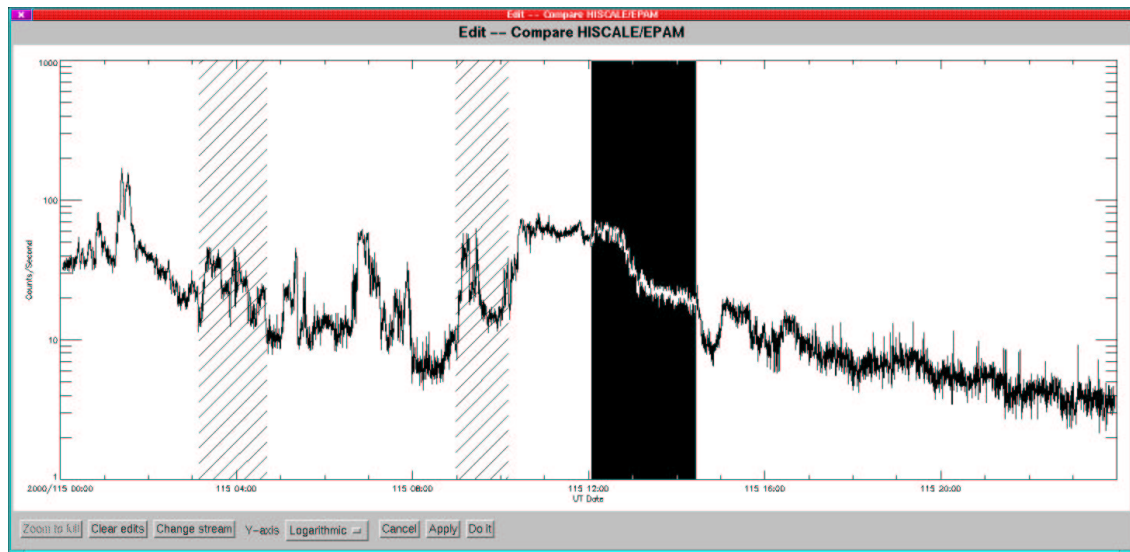 Edit -- Compare HISCALE/EPAM
Edit -- Compare HISCALE/EPAM
1000
100
10
1
Counts/Second
2000/115 00:00 115 04:00 115 08:00 115 12:00 115 16:00 115 20:00
UT Date
Zoom to full Clear edits Change stream Y-axis Logarithmic Cancel Apply Do it